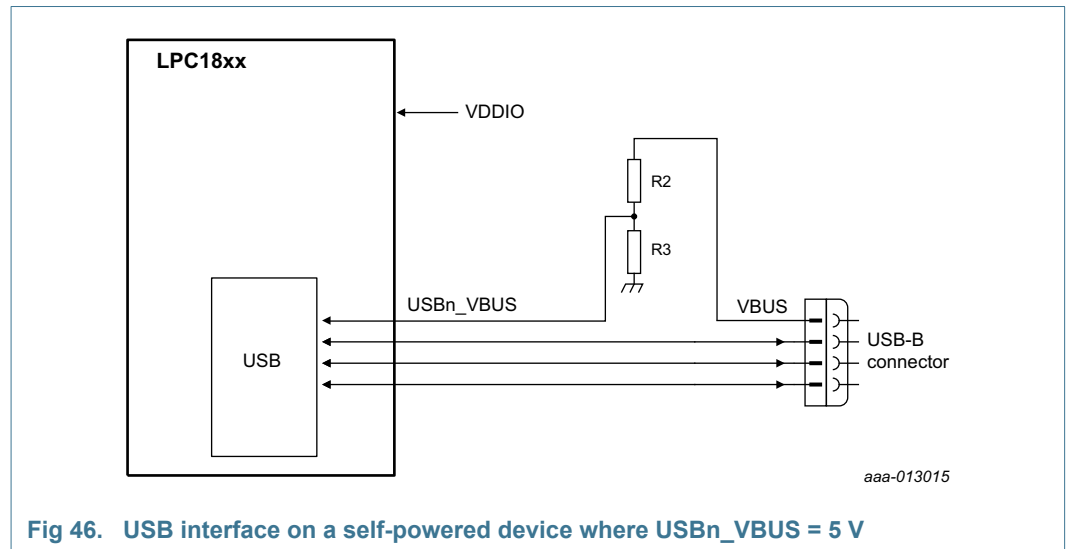 LPC18xx
VDDIO
R2
R3
USBn_VBUS
VBUS
USB
USB-B
connector
aaa-013015
Fig 46. USB interface on a self-powered device where USBn_VBUS = 5 V